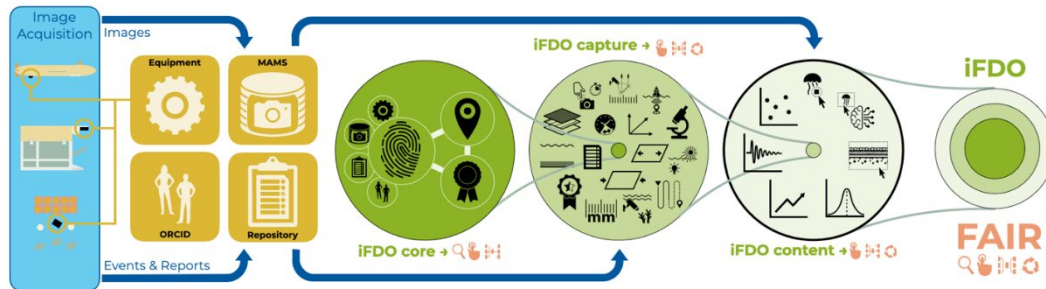 Image
Acquisition
Images
Equipment
MAMS
ORCID
Repository
Events & Reports
iFDO core →
iFDO capture →
mm
iFDO content →
iFDO
FAIR